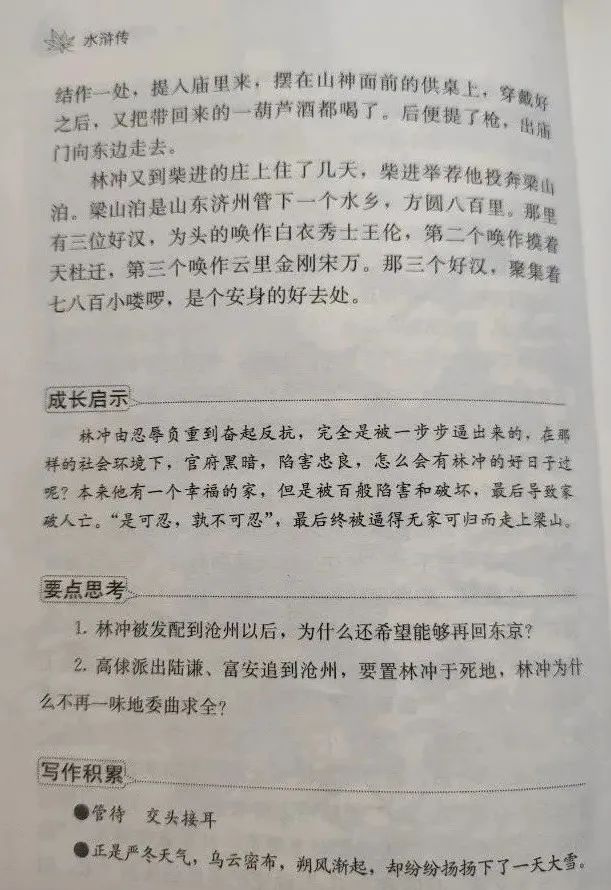 水浒传
结作一处，提入庙里来，摆在山神面前的供桌上，穿戴好
之后，又把带回来的一葫芦酒都喝了。后便提了枪，出庙
门向东边走去。
林冲又到柴进的庄上住了几天，柴进举荐他投奔梁山
泊。梁山泊是山东济州管下一个水乡，方圆八百里。那里
有三位好汉，为头的唤作白衣秀士王伦，第二个唤作摸着
天杜迁，第三个唤作云里金刚宋万。那三个好汉，聚集着
七八百小喽啰，是个安身的好去处。
成长启示
林冲由忍辱负重到奋起反抗，完全是被一步步逼出来的，在那
样的社会环境下，官府黑暗，陷害忠良，怎么会有林冲的好日子过
呢？本来他有一个幸福的家，但是被百般陷害和破坏，最后导致家
破人亡。“是可忍，孰不可忍”，最后终被逼得无家可归而走上梁山。
要点思考
1. 林冲被发配到沧州以后，为什么还希望能够再回东京？
2. 高俅派出陆谦、富安追到沧州，要置林冲于死地，林冲为什
么不再一味地委曲求全？
写作积累
●管待 交头接耳
●正是严冬天气，乌云密布，朔风渐起，却纷纷扬扬下了一天大雪。